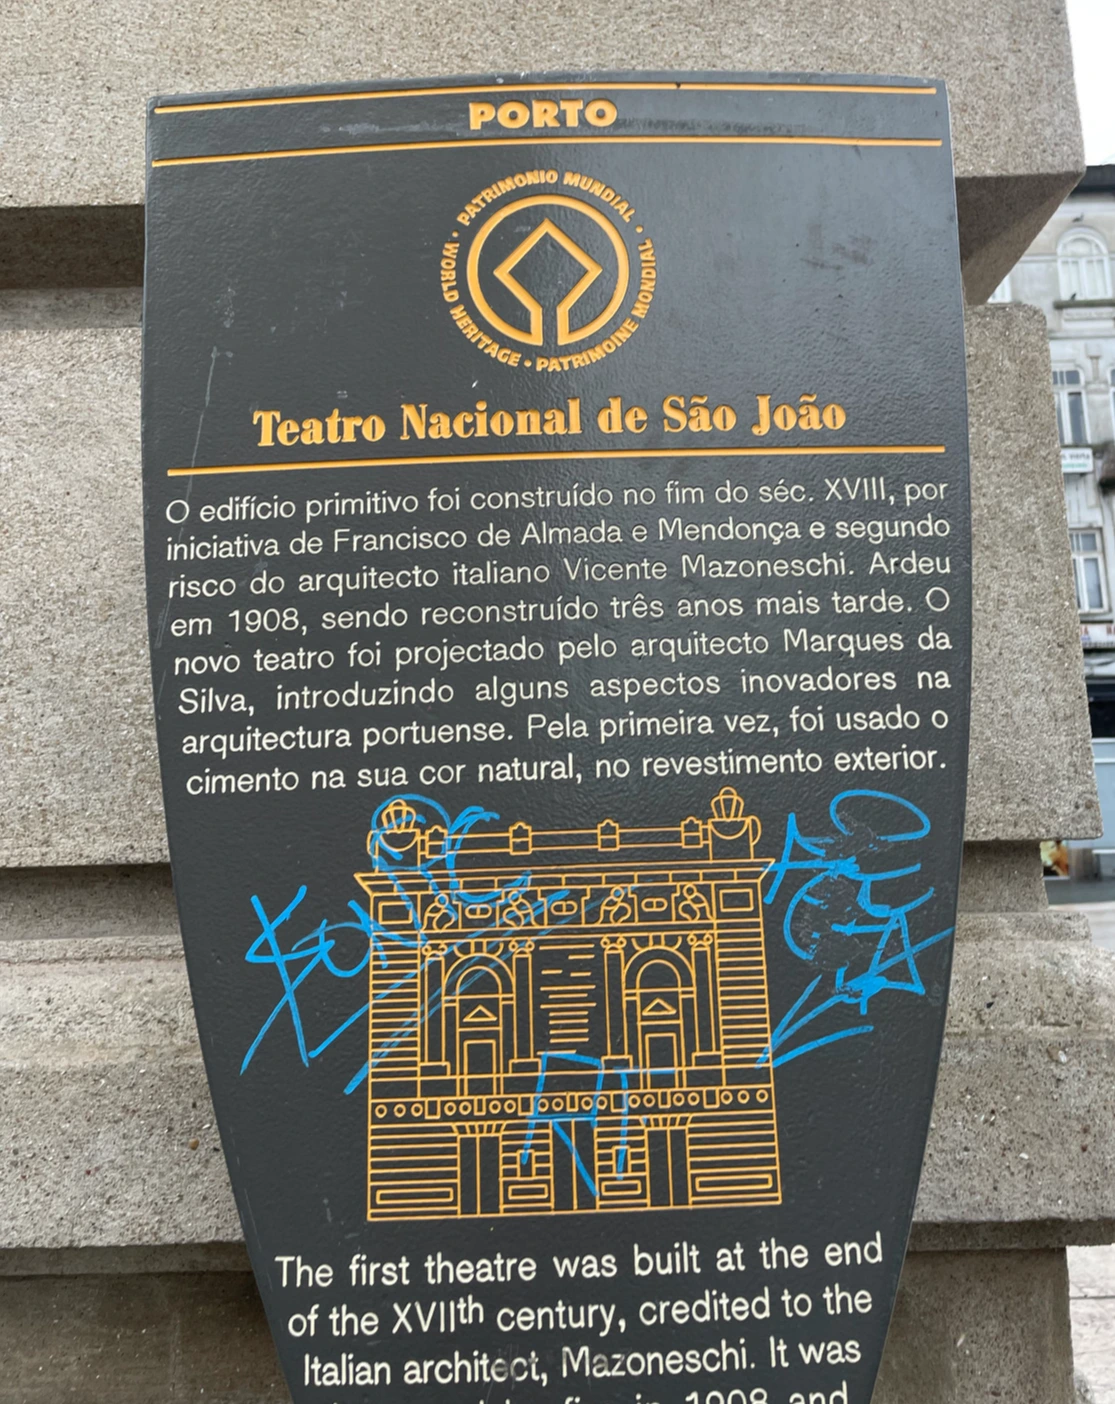 PORTO
PATRIMONIO MUNDIAL • WORLD HERITAGE • PATRIMOINE MONDIAL •
Teatro Nacional de São João
O edifício primitivo foi construído no fim do séc. XVIII, por
iniciativa de Francisco de Almada e Mendonça e segundo
risco do arquitecto italiano Vicente Mazoneschi. Ardeu
em 1908, sendo reconstruído três anos mais tarde. O
novo teatro foi projectado pelo arquitecto Marques da
Silva, introduzindo alguns aspectos inovadores na
arquitectura portuense. Pela primeira vez, foi usado o
cimento na sua cor natural, no revestimento exterior.
The first theatre was built at the end
of the XVIIth century, credited to the
Italian architect, Mazoneschi. It was
in 1908 and